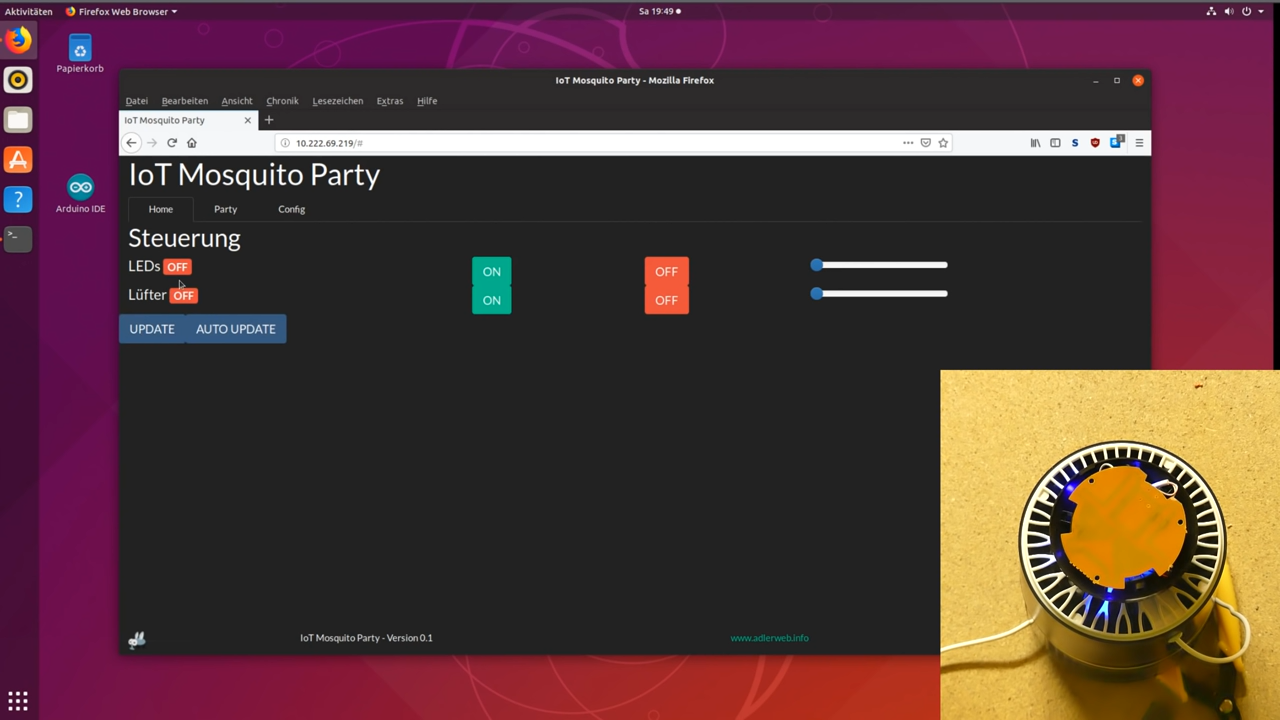 Aktivitäten Firefox Web Browser Sa 19:49
Papierkorb
IoT Mosquito Party - Mozilla Firefox
Datei Bearbeiten Ansicht Chronik Lesezeichen Extras Hilfe
IoT Mosquito Party
10.222.69.219/#
IoT Mosquito Party
Home Party Config
Arduino IDE
Steuerung
LEDs OFF ON OFF
Lüfter OFF ON OFF
UPDATE AUTO UPDATE
IoT Mosquito Party - Version 0.1 www.adlerweb.info